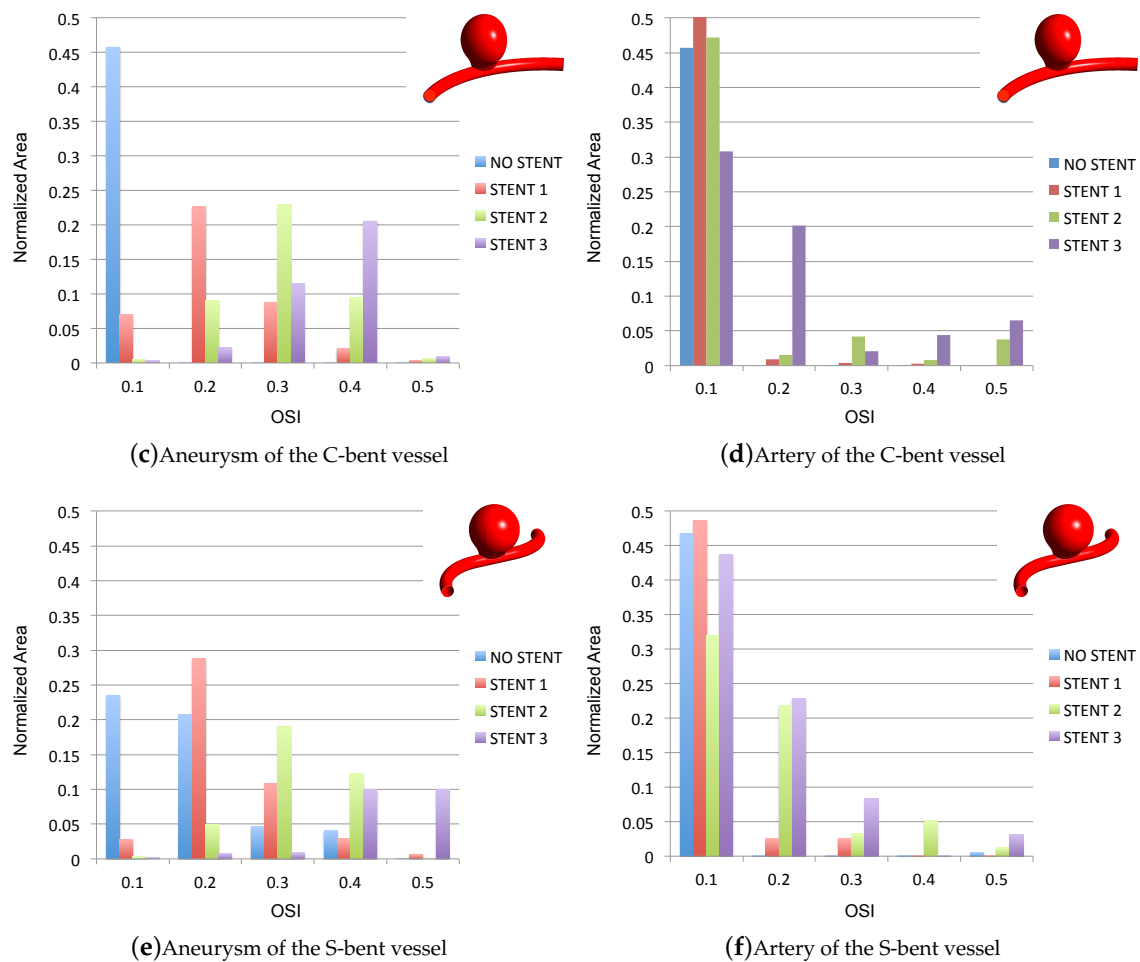 0.5
0.45
0.4
0.35
0.3
0.25
0.2
0.15
0.1
0.05
0
Normalized Area
0.1 0.2 0.3 0.4 0.5
OSI
NO STENT
STENT 1
STENT 2
STENT 3
(c)Aneurysm of the C-bent vessel
0.5
0.45
0.4
0.35
0.3
0.25
0.2
0.15
0.1
0.05
0
Normalized Area
0.1 0.2 0.3 0.4 0.5
OSI
NO STENT
STENT 1
STENT 2
STENT 3
(d)Artery of the C-bent vessel
0.5
0.45
0.4
0.35
0.3
0.25
0.2
0.15
0.1
0.05
0
Normalized Area
0.1 0.2 0.3 0.4 0.5
OSI
NO STENT
STENT 1
STENT 2
STENT 3
(e)Aneurysm of the S-bent vessel
0.5
0.45
0.4
0.35
0.3
0.25
0.2
0.15
0.1
0.05
0
Normalized Area
0.1 0.2 0.3 0.4 0.5
OSI
NO STENT
STENT 1
STENT 2
STENT 3
(f)Artery of the S-bent vessel